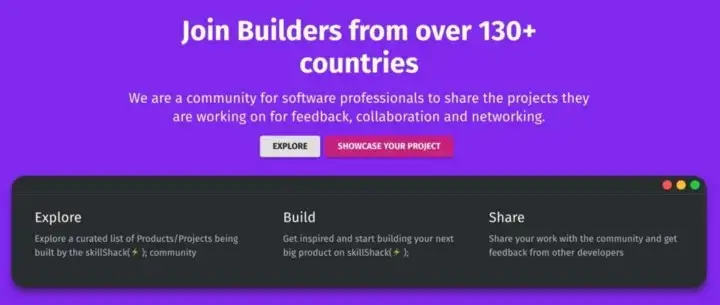 Join Builders from over 130+
countries
We are a community for software professionals to share the projects they
are working on for feedback, collaboration and networking.
EXPLORE
SHOWCASE YOUR PROJECT
Explore
Explore a curated list of Products/Projects being
built by the skillShack(⚡); community
Build
Get inspired and start building your next
big product on skillShack(⚡);
Share
Share your work with the community and get
feedback from other developers